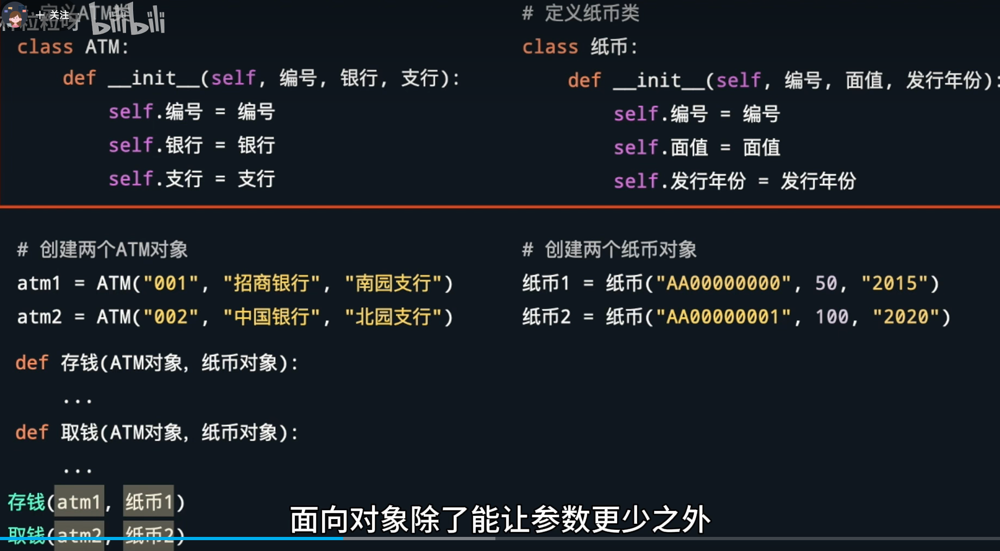 # 定义ATM类
+ 关注
粒粒呀 bilibili
class ATM:
def __init__(self, 编号, 银行, 支行):
self.编号 = 编号
self.银行 = 银行
self.支行 = 支行
# 定义纸币类
class 纸币:
def __init__(self, 编号, 面值, 发行年份):
self.编号 = 编号
self.面值 = 面值
self.发行年份 = 发行年份
# 创建两个ATM对象
atm1 = ATM("001", "招商银行", "南园支行")
atm2 = ATM("002", "中国银行", "北园支行")
# 创建两个纸币对象
纸币1 = 纸币("AA00000000", 50, "2015")
纸币2 = 纸币("AA00000001", 100, "2020")
def 存钱(ATM对象, 纸币对象):
...
def 取钱(ATM对象, 纸币对象):
...
存钱(atm1, 纸币1)
取钱(atm2, 纸币2)
面向对象除了能让参数更少之外